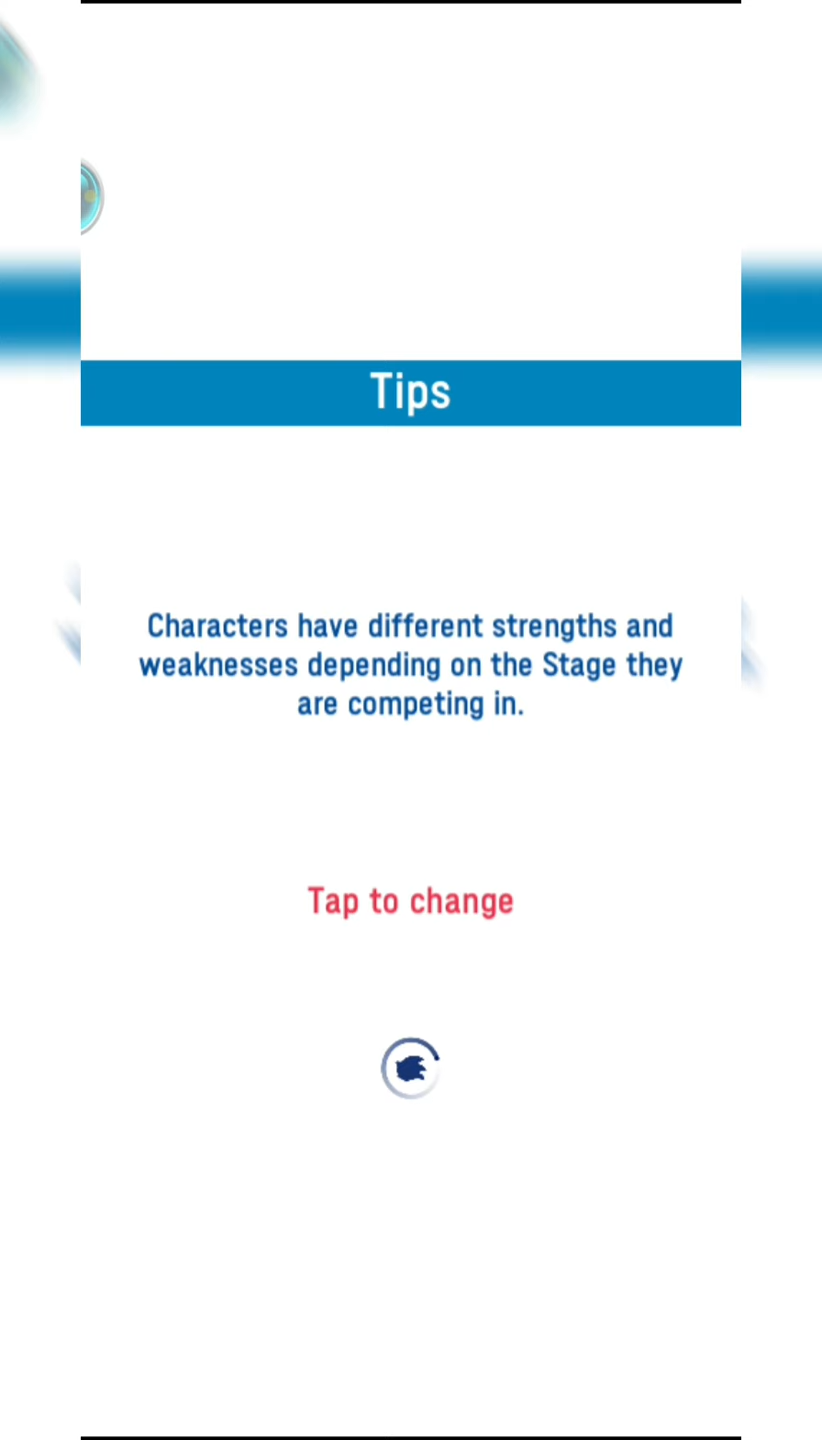 Tips
Characters have different strengths and
weaknesses depending on the Stage they
are competing in.
Tap to change